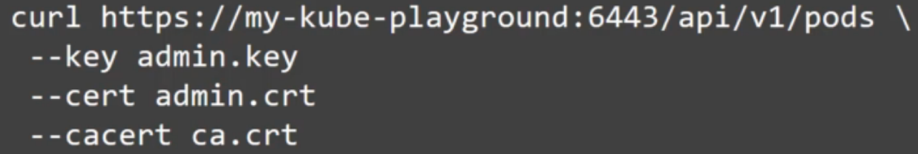 curl https://my-kube-playground:6443/api/v1/pods \
--key admin.key
--cert admin.crt
--cacert ca.crt